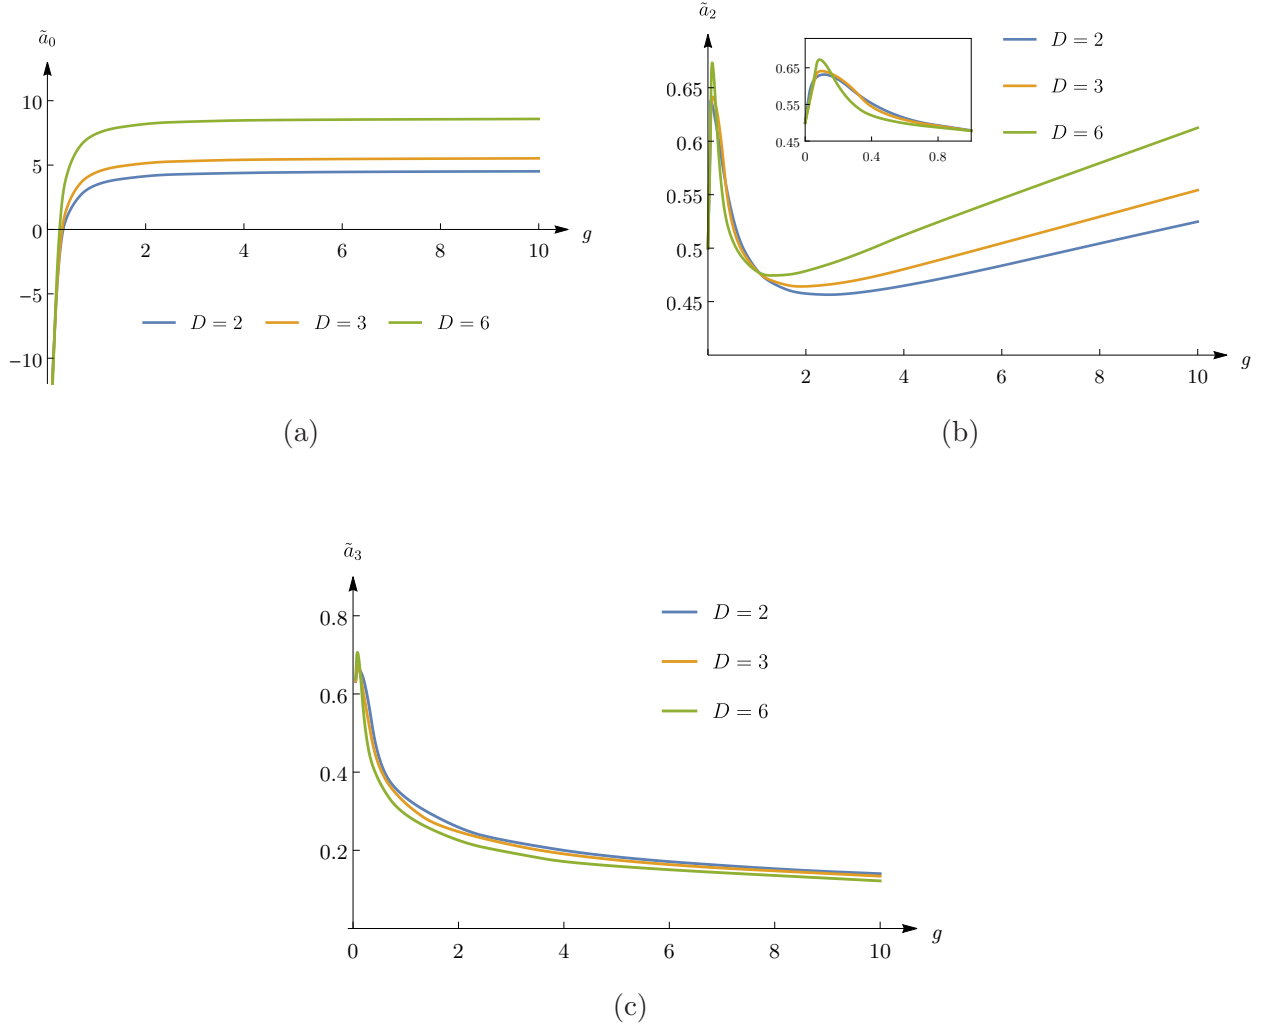 ã₀
10
5
0
−5
−10
2 4 6 8 10 g
D = 2 D = 3 D = 6
(a)
ã₂
0.65
0.6
0.55
0.5
0.45
2 4 6 8 10 g
0.65
0.55
0.45
0 0.4 0.8
D = 2
D = 3
D = 6
(b)
ã₃
0.8
0.6
0.4
0.2
0 2 4 6 8 10 g
D = 2
D = 3
D = 6
(c)